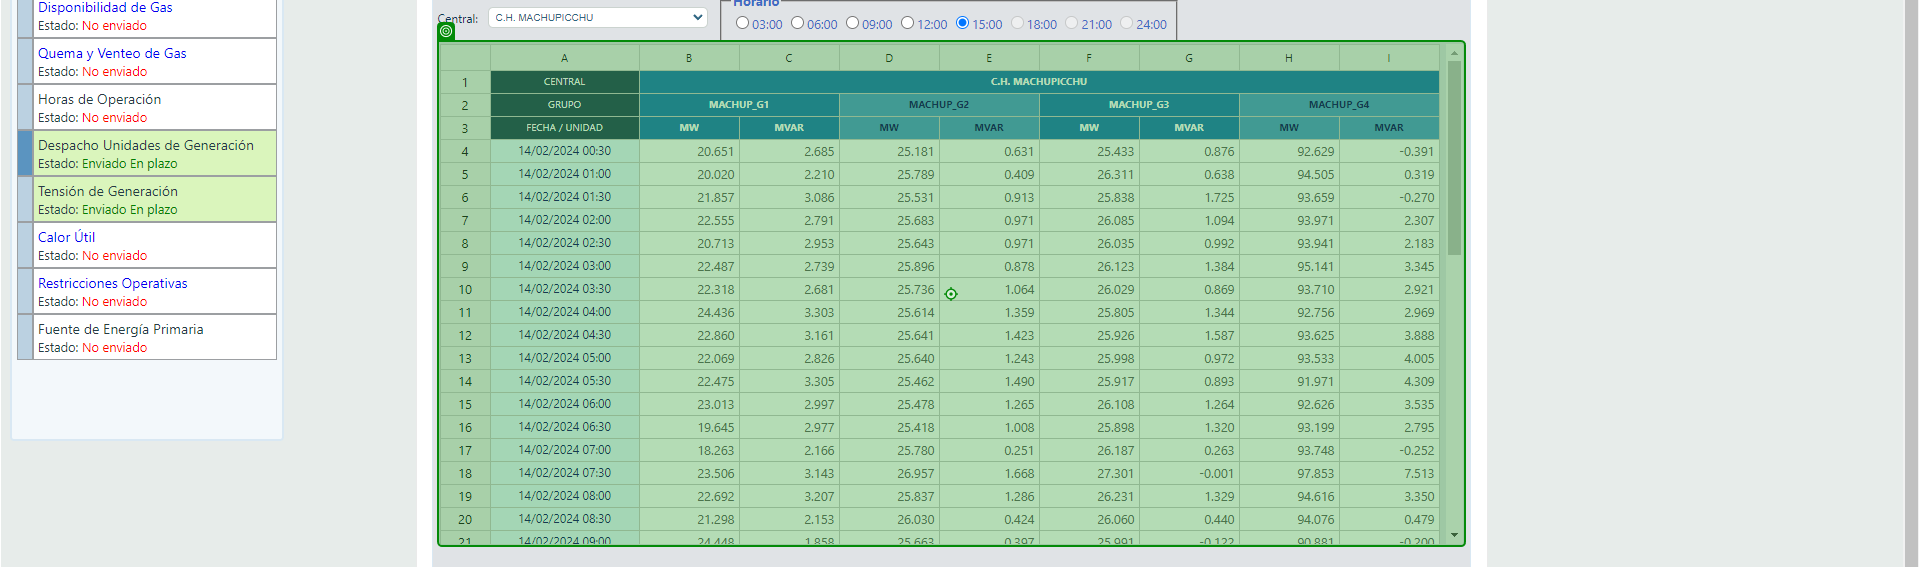 Disponibilidad de Gas
Estado: No enviado
Quema y Venteo de Gas
Estado: No enviado
Horas de Operación
Estado: No enviado
Despacho Unidades de Generación
Estado: Enviado En plazo
Tensión de Generación
Estado: Enviado En plazo
Calor Útil
Estado: No enviado
Restricciones Operativas
Estado: No enviado
Fuente de Energía Primaria
Estado: No enviado
Central: C.H. MACHUPICCHU
Horario
03:00 06:00 09:00 12:00 15:00 18:00 21:00 24:00
A B C D E F G H I
1 CENTRAL C.H. MACHUPICCHU
2 GRUPO MACHUP_G1 MACHUP_G2 MACHUP_G3 MACHUP_G4
3 FECHA / UNIDAD MW MVAR MW MVAR MW MVAR MW MVAR
4 14/02/2024 00:30 20.651 2.685 25.181 0.631 25.433 0.876 92.629 -0.391
5 14/02/2024 01:00 20.020 2.210 25.789 0.409 26.311 0.638 94.505 0.319
6 14/02/2024 01:30 21.857 3.086 25.531 0.913 25.838 1.725 93.659 -0.270
7 14/02/2024 02:00 22.555 2.791 25.683 0.971 26.085 1.094 93.971 2.307
8 14/02/2024 02:30 20.713 2.953 25.643 0.971 26.035 0.992 93.941 2.183
9 14/02/2024 03:00 22.487 2.739 25.896 0.878 26.123 1.384 95.141 3.345
10 14/02/2024 03:30 22.318 2.681 25.736 1.064 26.029 0.869 93.710 2.921
11 14/02/2024 04:00 24.436 3.303 25.614 1.359 25.805 1.344 92.756 2.969
12 14/02/2024 04:30 22.860 3.161 25.641 1.423 25.926 1.587 93.625 3.888
13 14/02/2024 05:00 22.069 2.826 25.640 1.243 25.998 0.972 93.533 4.005
14 14/02/2024 05:30 22.475 3.305 25.462 1.490 25.917 0.893 91.971 4.309
15 14/02/2024 06:00 23.013 2.997 25.478 1.265 26.108 1.264 92.626 3.535
16 14/02/2024 06:30 19.645 2.977 25.418 1.008 25.898 1.320 93.199 2.795
17 14/02/2024 07:00 18.263 2.166 25.780 0.251 26.187 0.263 93.748 -0.252
18 14/02/2024 07:30 23.506 3.143 26.957 1.668 27.301 -0.001 97.853 7.513
19 14/02/2024 08:00 22.692 3.207 25.837 1.286 26.231 1.329 94.616 3.350
20 14/02/2024 08:30 21.298 2.153 26.030 0.424 26.060 0.440 94.076 0.479
21 14/02/2024 09:00 24.448 1.858 25.663 0.397 25.991 -0.122 90.881 -0.200